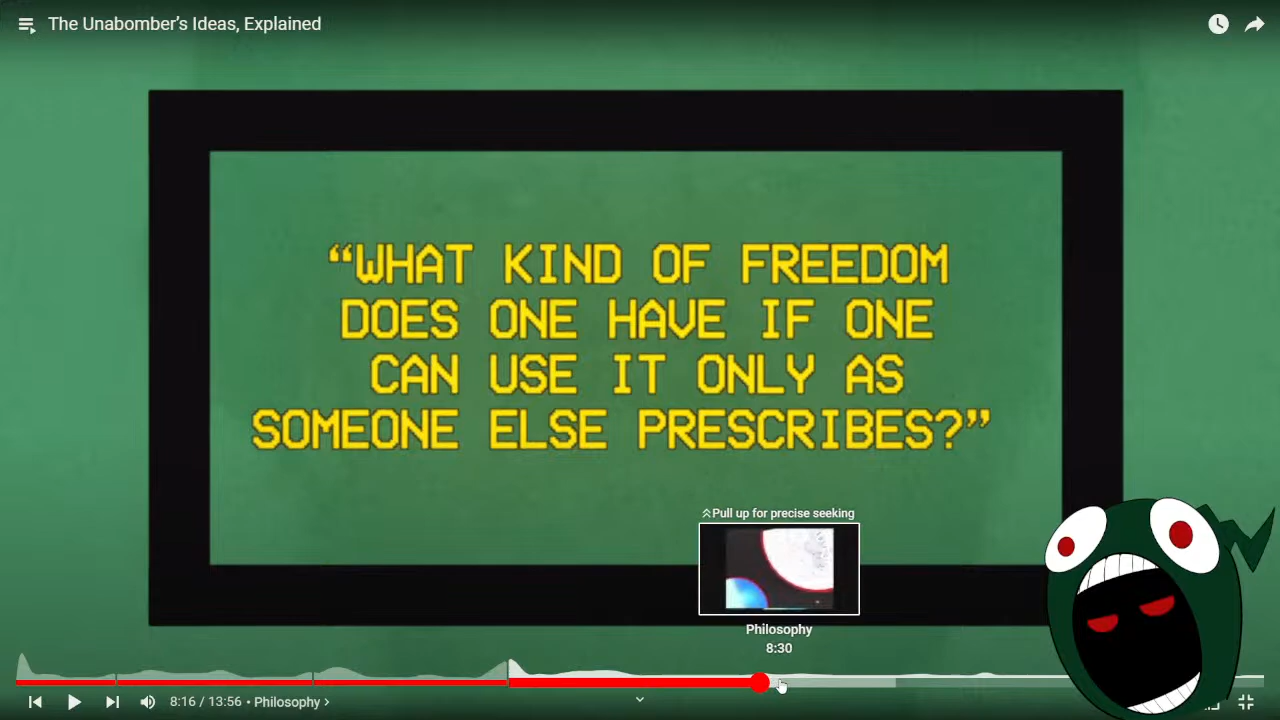 The Unabomber's Ideas, Explained
“WHAT KIND OF FREEDOM
DOES ONE HAVE IF ONE
CAN USE IT ONLY AS
SOMEONE ELSE PRESCRIBES?”
Pull up for precise seeking
Philosophy
8:30
8:16 / 13:56 • Philosophy